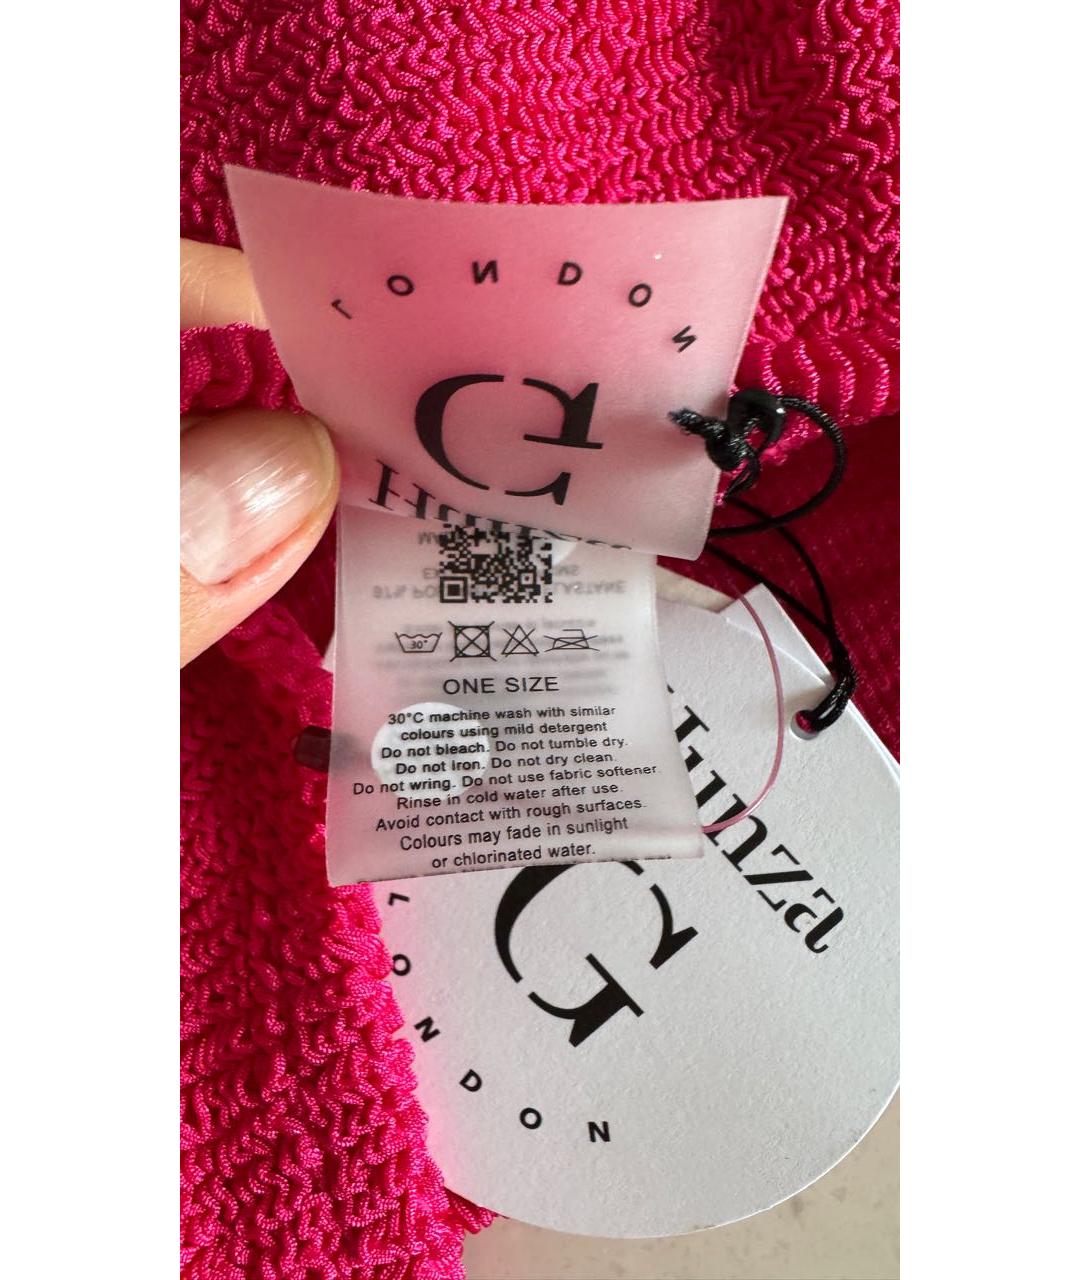 LONDON
G
30°
ONE SIZE
30°C machine wash with similar
colours using mild detergent
Do not bleach. Do not tumble dry.
Do not iron. Do not dry clean.
Do not wring. Do not use fabric softener.
Rinse in cold water after use.
Avoid contact with rough surfaces.
Colours may fade in sunlight
or chlorinated water.
Hunza
G
LONDON